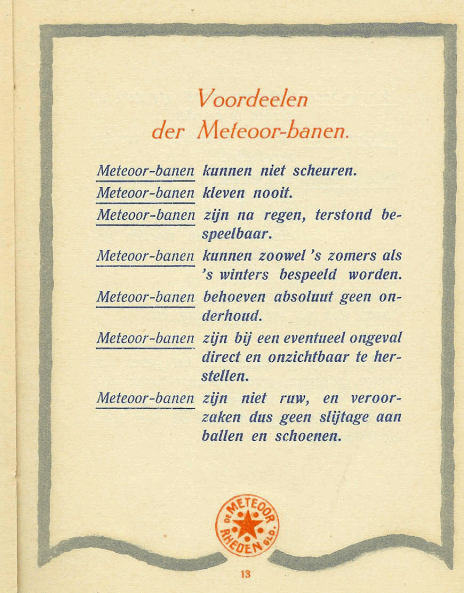 Voordeelen
der Meteoor-banen.
Meteoor-banen kunnen niet scheuren.
Meteoor-banen kleven nooit.
Meteoor-banen zijn na regen, terstond be-
speelbaar.
Meteoor-banen kunnen zoowel 's zomers als
's winters bespeeld worden.
Meteoor-banen behoeven absoluut geen on-
derhoud.
Meteoor-banen zijn bij een eventueel ongeval
direct en onzichtbaar te her-
stellen.
Meteoor-banen zijn niet ruw, en veroor-
zaken dus geen slijtage aan
ballen en schoenen.
DE METEOOR
RHEDEN GLD.
13